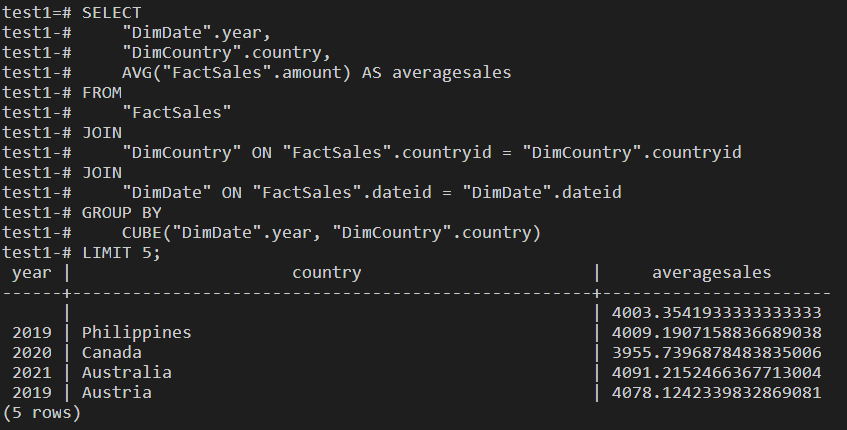 test1=# SELECT
test1-#     "DimDate".year,
test1-#     "DimCountry".country,
test1-#     AVG("FactSales".amount) AS averagesales
test1-# FROM
test1-#     "FactSales"
test1-# JOIN
test1-#     "DimCountry" ON "FactSales".countryid = "DimCountry".countryid
test1-# JOIN
test1-#     "DimDate" ON "FactSales".dateid = "DimDate".dateid
test1-# GROUP BY
test1-#     CUBE("DimDate".year, "DimCountry".country)
test1-# LIMIT 5;
 year |                      country                       |     averagesales
------+----------------------------------------------------+-----------------------
      |                                                    | 4003.3541933333333333
 2019 | Philippines                                        | 4009.1907158836689038
 2020 | Canada                                             | 3955.7396878483835006
 2021 | Australia                                          | 4091.2152466367713004
 2019 | Austria                                            | 4078.1242339832869081
(5 rows)